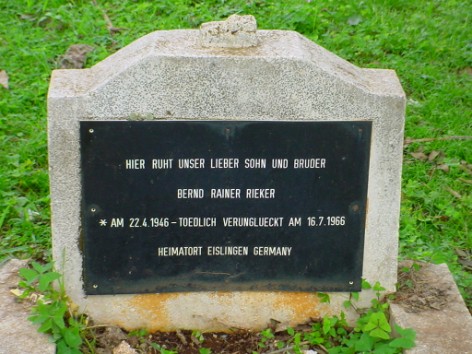 HIER RUHT UNSER LIEBER SOHN UND BRUDER
BERND RAINER RIEKER
* AM 22.4.1946 – TOEDLICH VERUNGLUECKT AM 16.7.1966
HEIMATORT EISLINGEN GERMANY